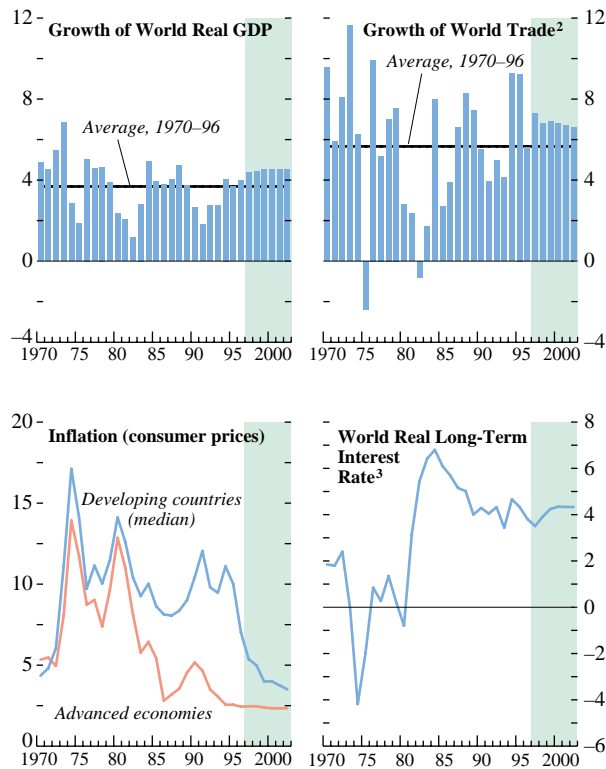 Growth of World Real GDP
Average, 1970–96
12
8
4
0
–4
1970 75 80 85 90 95 2000
Growth of World Trade²
Average, 1970–96
12
8
4
0
–4
1970 75 80 85 90 95 2000
20
15
10
5
0
Inflation (consumer prices)
Developing countries
(median)
Advanced economies
1970 75 80 85 90 95 2000
World Real Long-Term
Interest
Rate³
8
6
4
2
0
–2
–4
–6
1970 75 80 85 90 95 2000